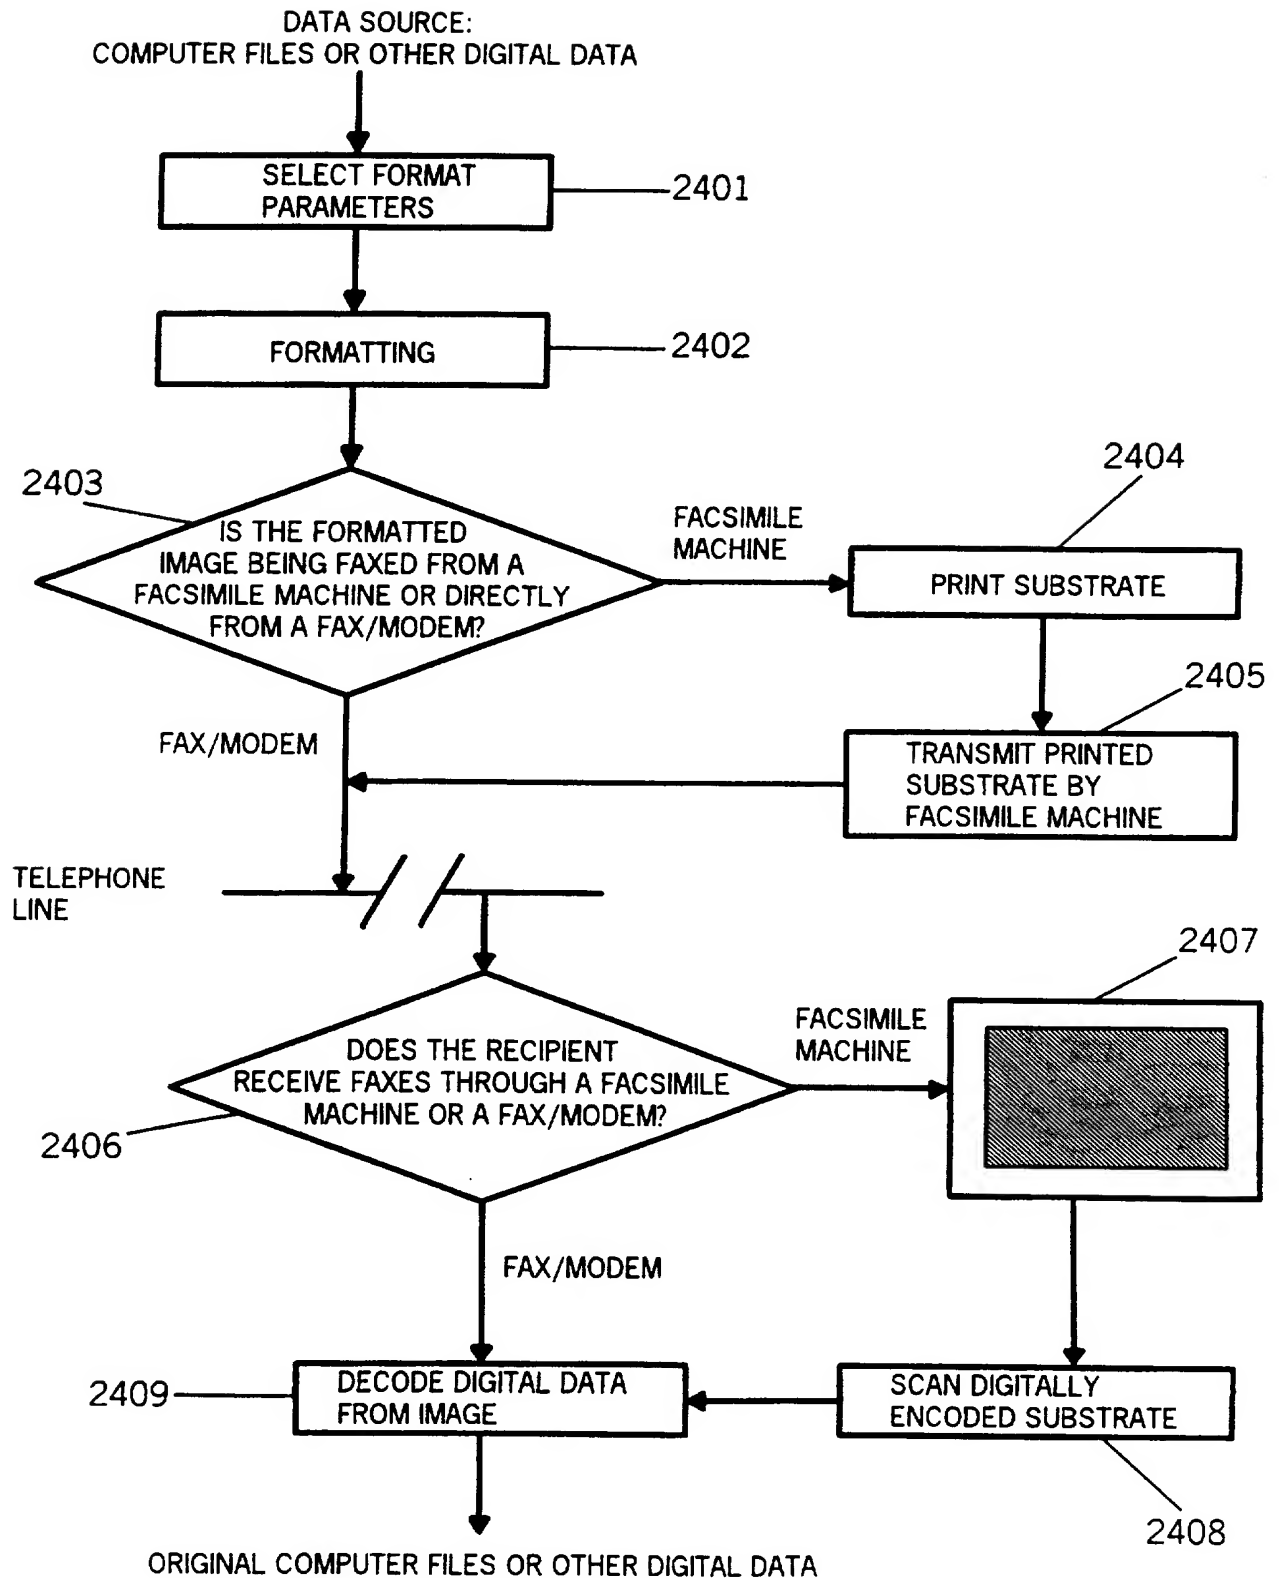 DATA SOURCE:
COMPUTER FILES OR OTHER DIGITAL DATA
SELECT FORMAT
PARAMETERS
2401
FORMATTING
2402
2403
IS THE FORMATTED
IMAGE BEING FAXED FROM A
FACSIMILE MACHINE OR DIRECTLY
FROM A FAX/MODEM?
FACSIMILE
MACHINE
2404
PRINT SUBSTRATE
2405
TRANSMIT PRINTED
SUBSTRATE BY
FACSIMILE MACHINE
FAX/MODEM
TELEPHONE
LINE
2406
DOES THE RECIPIENT
RECEIVE FAXES THROUGH A FACSIMILE
MACHINE OR A FAX/MODEM?
FACSIMILE
MACHINE
2407
FAX/MODEM
2409
DECODE DIGITAL DATA
FROM IMAGE
SCAN DIGITALLY
ENCODED SUBSTRATE
2408
ORIGINAL COMPUTER FILES OR OTHER DIGITAL DATA